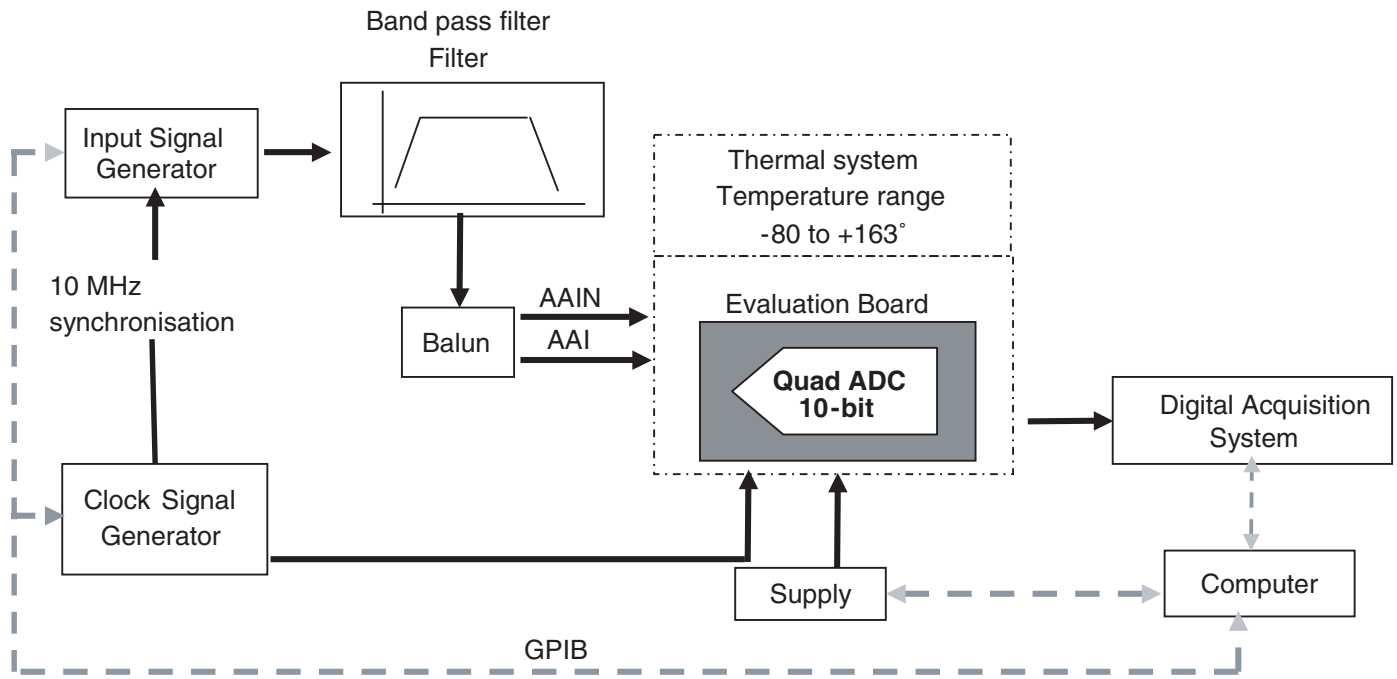 Band pass filter
Filter
Input Signal
Generator
Thermal system
Temperature range
-80 to +163˚
10 MHz
synchronisation
AAIN
Evaluation Board
Balun
AAI
Quad ADC
10-bit
Digital Acquisition
System
Clock Signal
Generator
Supply
Computer
GPIB